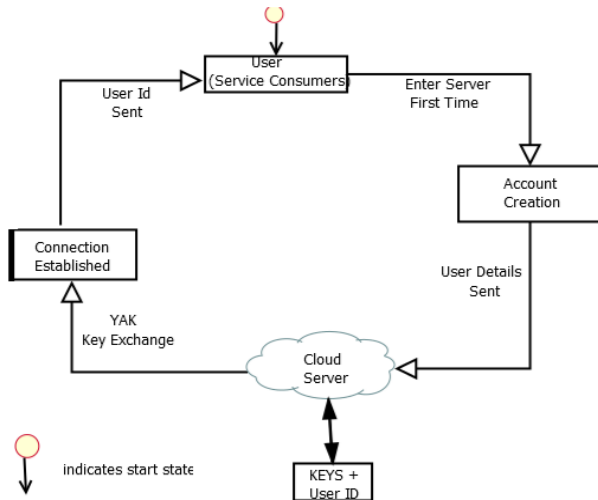 User
(Service Consumers)
User Id
Sent
Enter Server
First Time
Account
Creation
Connection
Established
User Details
Sent
YAK
Key Exchange
Cloud
Server
KEYS +
User ID
indicates start state